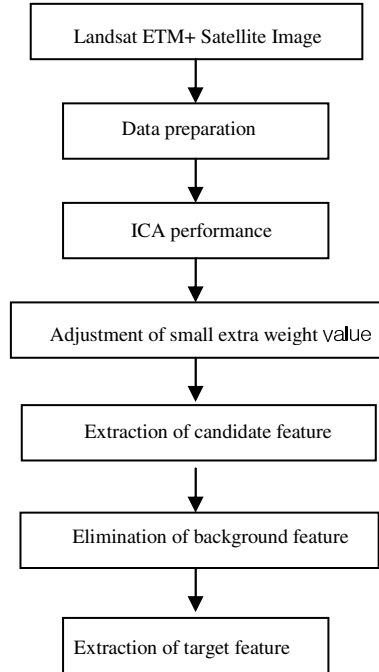 Landsat ETM+ Satellite Image
Data preparation
ICA performance
Adjustment of small extra weight value
Extraction of candidate feature
Elimination of background feature
Extraction of target feature